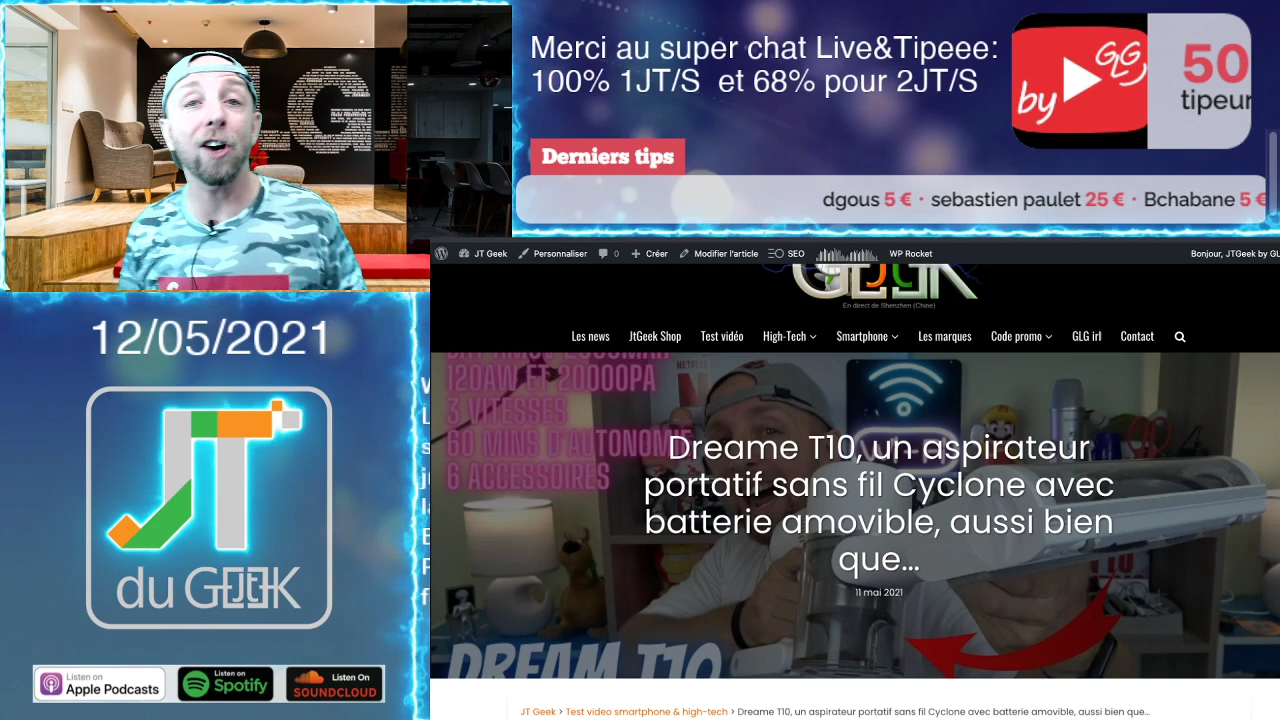 Merci au super chat Live&Tipeee:
100% 1JT/S et 68% pour 2JT/S
by GLG
50
tipeur
Derniers tips
dgous 5 € · sebastien paulet 25 € · Bchabane 5 €
JT Geek Personnaliser 0 Créer Modifier l'article SEO WP Rocket Bonjour, JTGeek by GL
En direct de Shenzhen (Chine)
Les news JtGeek Shop Test vidéo High-Tech Smartphone Les marques Code promo GLG irl Contact
12/05/2021
JT
du GEEK
Listen on
Apple Podcasts
Listen on
Spotify
Listen On
SOUNDCLOUD
NETFLIX
120AW ET 20000PA
3 VITESSES
60 MINS D'AUTONOMIE
6 ACCESSOIRES
Dreame T10, un aspirateur
portatif sans fil Cyclone avec
batterie amovible, aussi bien
que...
11 mai 2021
DREAM T10
JT Geek > Test video smartphone & high-tech > Dreame T10, un aspirateur portatif sans fil Cyclone avec batterie amovible, aussi bien que...